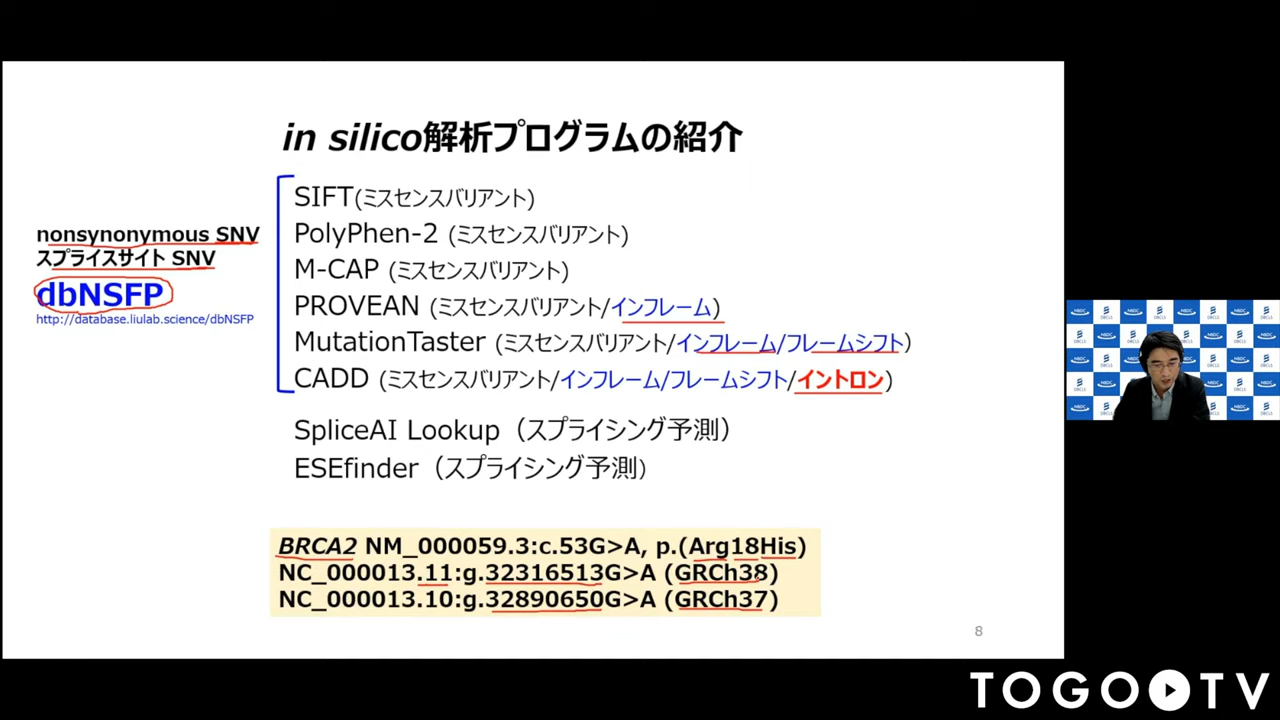 in silico解析プログラムの紹介
nonsynonymous SNV
スプライスサイト SNV
dbNSFP
http://database.liulab.science/dbNSFP
SIFT(ミスセンスバリアント)
PolyPhen-2 (ミスセンスバリアント)
M-CAP (ミスセンスバリアント)
PROVEAN (ミスセンスバリアント/インフレーム)
MutationTaster (ミスセンスバリアント/インフレーム/フレームシフト)
CADD (ミスセンスバリアント/インフレーム/フレームシフト/イントロン)
SpliceAI Lookup（スプライシング予測）
ESEfinder（スプライシング予測）
BRCA2 NM_000059.3:c.53G>A, p.(Arg18His)
NC_000013.11:g.32316513G>A (GRCh38)
NC_000013.10:g.32890650G>A (GRCh37)
8
TOGO TV